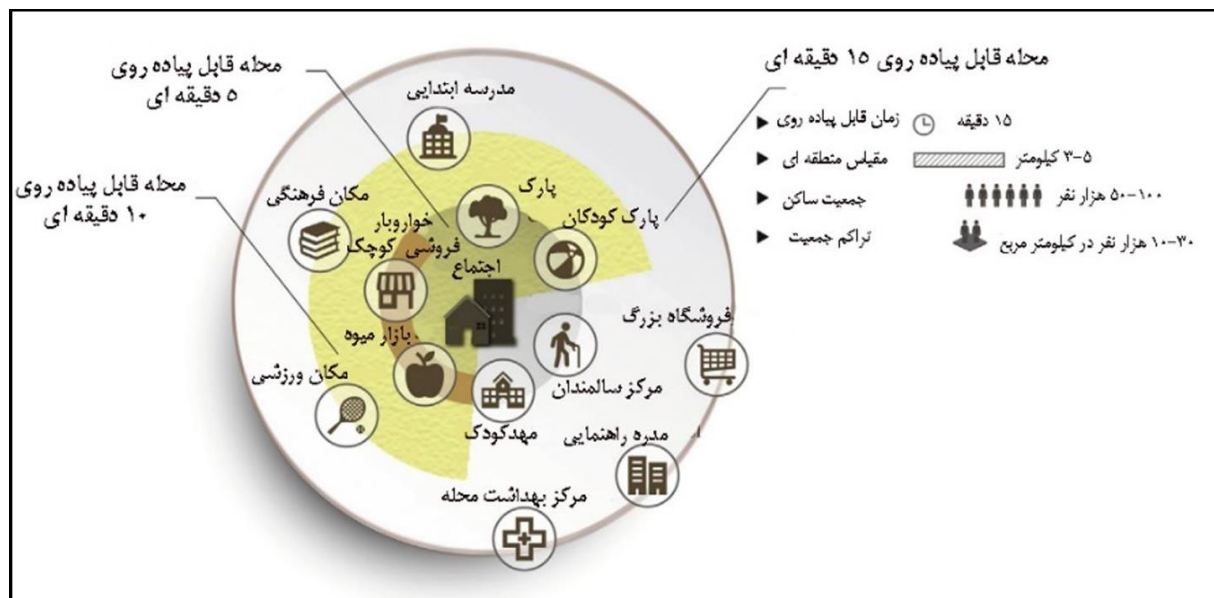 محله قابل پیاده روی ۱۵ دقیقه ای
زمان قابل پیاده روی ۱۵ دقیقه
مقیاس منطقه ای ۳-۵ کیلومتر
جمعیت ساکن ۵۰-۱۰۰ هزار نفر
تراکم جمعیت ۱۰-۳۰ هزار نفر در کیلومتر مربع
محله قابل پیاده روی
۵ دقیقه ای
محله قابل پیاده روی
۱۰ دقیقه ای
مدرسه ابتدایی
پارک
پارک کودکان
مکان فرهنگی
خواروبار
فروشی کوچک
اجتماع
بازار میوه
فروشگاه بزرگ
مکان ورزشی
مرکز سالمندان
مهدکودک
مدره راهنمایی
مرکز بهداشت محله